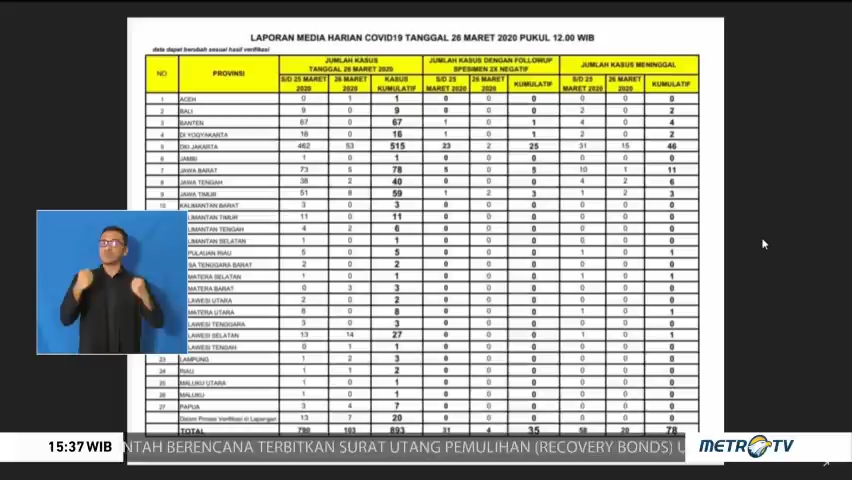 LAPORAN MEDIA HARIAN COVID19 TANGGAL 26 MARET 2020 PUKUL 12.00 WIB
data dapat berubah sesuai hasil verifikasi
NO PROVINSI JUMLAH KASUS TANGGAL 26 MARET 2020 JUMLAH KASUS DENGAN FOLLOWUP SPESIMEN 2X NEGATIF JUMLAH KASUS MENINGGAL
S/D 25 MARET 2020 26 MARET 2020 KASUS KUMULATIF S/D 25 MARET 2020 26 MARET 2020 KUMULATIF S/D 25 MARET 2020 26 MARET 2020 KUMULATIF
1 ACEH 0 1 1 0 0 0 0 0 0
2 BALI 9 0 9 0 0 0 2 0 2
3 BANTEN 67 0 67 1 0 1 4 0 4
4 DI YOGYAKARTA 16 0 16 1 0 1 2 0 2
5 DKI JAKARTA 462 53 515 23 2 25 31 15 46
6 JAMBI 1 0 1 0 0 0 0 0 0
7 JAWA BARAT 73 5 78 5 0 5 10 1 11
8 JAWA TENGAH 38 2 40 0 0 0 4 2 6
9 JAWA TIMUR 51 8 59 1 2 3 1 2 3
10 KALIMANTAN BARAT 3 0 3 0 0 0 0 0 0
LIMANTAN TIMUR 11 0 11 0 0 0 0 0 0
LIMANTAN TENGAH 4 2 6 0 0 0 0 0 0
LIMANTAN SELATAN 1 0 1 0 0 0 0 0 0
PULAUAN RIAU 5 0 5 0 0 0 1 0 1
SA TENGGARA BARAT 2 0 2 0 0 0 0 0 0
MATERA SELATAN 1 0 1 0 0 0 1 0 1
MATERA BARAT 0 3 3 0 0 0 0 0 0
LAWESI UTARA 2 0 2 0 0 0 0 0 0
MATERA UTARA 8 0 8 0 0 0 1 0 1
LAWESI TENGGARA 3 0 3 0 0 0 0 0 0
LAWESI SELATAN 13 14 27 0 0 0 1 0 1
LAWESI TENGAH 0 1 1 0 0 0 0 0 0
23 LAMPUNG 1 2 3 0 0 0 0 0 0
24 RIAU 1 1 2 0 0 0 0 0 0
25 MALUKU UTARA 1 0 1 0 0 0 0 0 0
26 MALUKU 1 0 1 0 0 0 0 0 0
27 PAPUA 3 4 7 0 0 0 0 0 0
Dalam Proses Verifikasi di Lapangan 13 7 20 0 0 0 0 0 0
TOTAL 790 103 893 31 4 35 58 20 78
15:37 WIB NTAH BERENCANA TERBITKAN SURAT UTANG PEMULIHAN (RECOVERY BONDS) U METRO TV